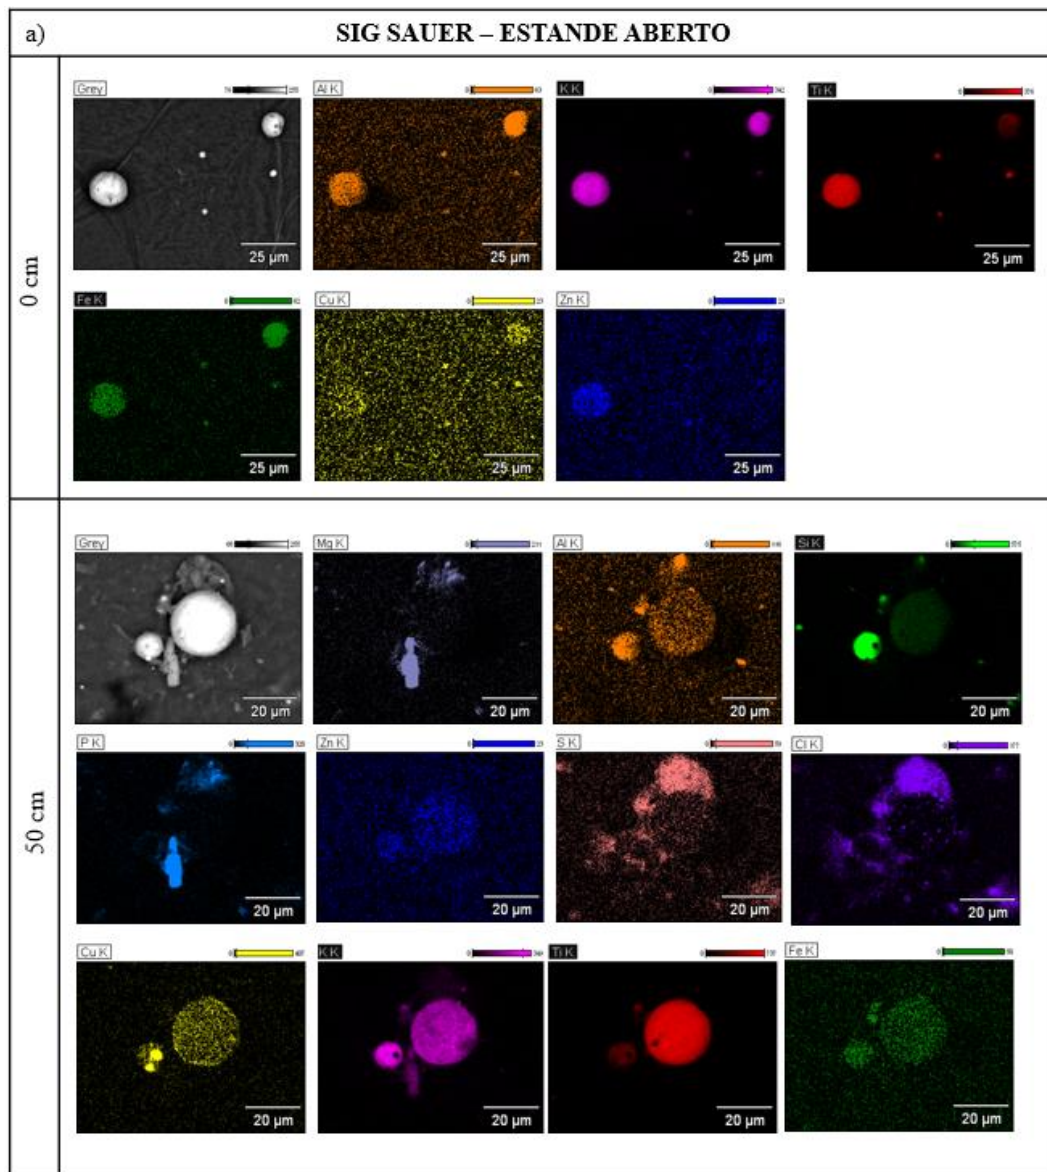 a)
SIG SAUER – ESTANDE ABERTO
0 cm
Grey
Al K
K K
Ti K
25 µm
25 µm
25 µm
25 µm
Fe K
Cu K
Zn K
25 µm
25 µm
25 µm
50 cm
Grey
Mg K
Al K
Si K
20 µm
20 µm
20 µm
20 µm
P K
Zn K
S K
Cl K
20 µm
20 µm
20 µm
20 µm
Cu K
K K
Ti K
Fe K
20 µm
20 µm
20 µm
20 µm